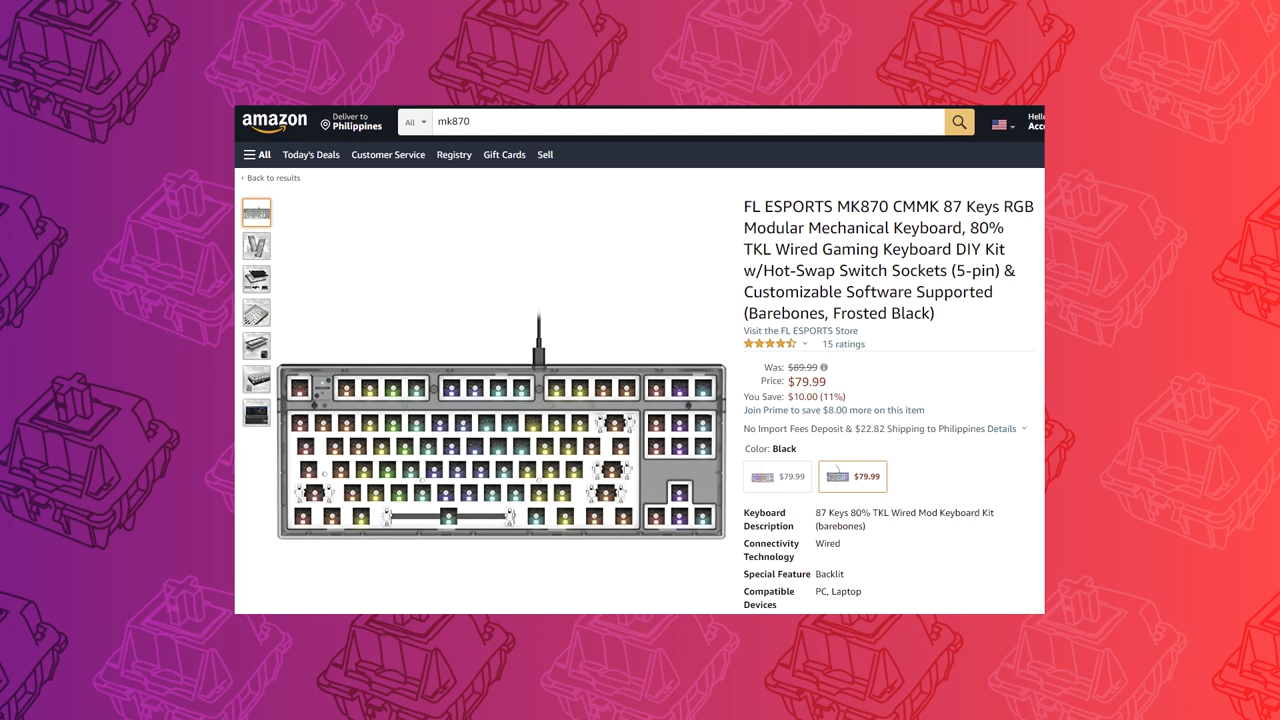 amazon
Deliver to
Philippines
All
mk870
Hello
Acc
All
Today's Deals
Customer Service
Registry
Gift Cards
Sell
‹ Back to results
FL ESPORTS MK870 CMMK 87 Keys RGB
Modular Mechanical Keyboard, 80%
TKL Wired Gaming Keyboard DIY Kit
w/Hot-Swap Switch Sockets (5-pin) &
Customizable Software Supported
(Barebones, Frosted Black)
Visit the FL ESPORTS Store
15 ratings
Was: $89.99
Price: $79.99
You Save: $10.00 (11%)
Join Prime to save $8.00 more on this item
No Import Fees Deposit & $22.82 Shipping to Philippines Details
Color: Black
$79.99
$79.99
Keyboard Description 87 Keys 80% TKL Wired Mod Keyboard Kit (barebones)
Connectivity Technology Wired
Special Feature Backlit
Compatible Devices PC, Laptop